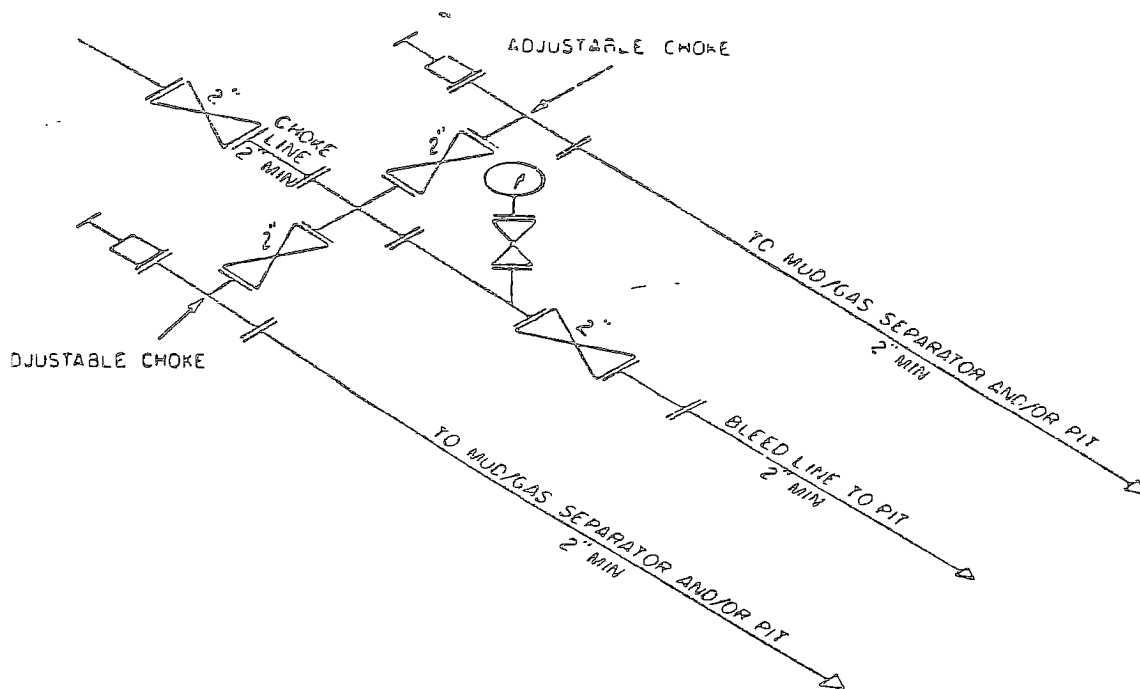 ADJUSTABLE CHOKE
2"
CHOKE
LINE
2" MIN
2"
P
2"
TO MUD/GAS SEPARATOR AND/OR PIT
2" MIN
2"
DJUSTABLE CHOKE
BLEED LINE TO PIT
2" MIN
TO MUD/GAS SEPARATOR AND/OR PIT
2" MIN